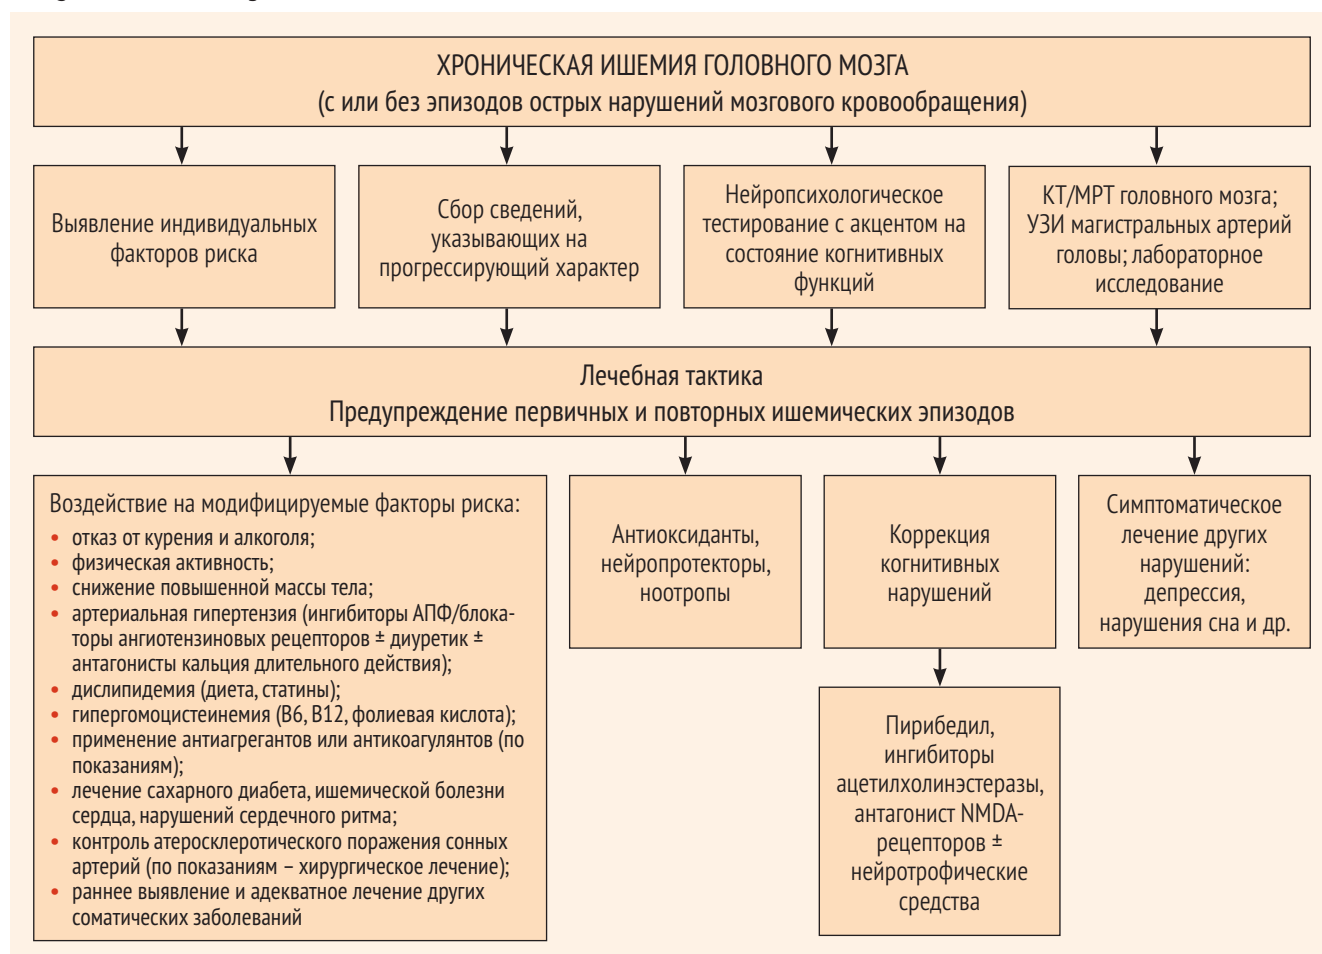 ХРОНИЧЕСКАЯ ИШЕМИЯ ГОЛОВНОГО МОЗГА
(с или без эпизодов острых нарушений мозгового кровообращения)
Выявление индивидуальных
факторов риска
Сбор сведений,
указывающих на
прогрессирующий характер
Нейропсихологическое
тестирование с акцентом на
состояние когнитивных
функций
КТ/МРТ головного мозга;
УЗИ магистральных артерий
головы; лабораторное
исследование
Лечебная тактика
Предупреждение первичных и повторных ишемических эпизодов
Воздействие на модифицируемые факторы риска:
• отказ от курения и алкоголя;
• физическая активность;
• снижение повышенной массы тела;
• артериальная гипертензия (ингибиторы АПФ/блока-
торы ангиотензиновых рецепторов ± диуретик ±
антагонисты кальция длительного действия);
• дислипидемия (диета, статины);
• гипергомоцистеинемия (В6, В12, фолиевая кислота);
• применение антиагрегантов или антикоагулянтов (по
показаниям);
• лечение сахарного диабета, ишемической болезни
сердца, нарушений сердечного ритма;
• контроль атеросклеротического поражения сонных
артерий (по показаниям – хирургическое лечение);
• раннее выявление и адекватное лечение других
соматических заболеваний
Антиоксиданты,
нейропротекторы,
ноотропы
Коррекция
когнитивных
нарушений
Симптоматическое
лечение других
нарушений:
депрессия,
нарушения сна и др.
Пирибедил,
ингибиторы
ацетилхолинэстеразы,
антагонист NMDA-
рецепторов ±
нейротрофические
средства